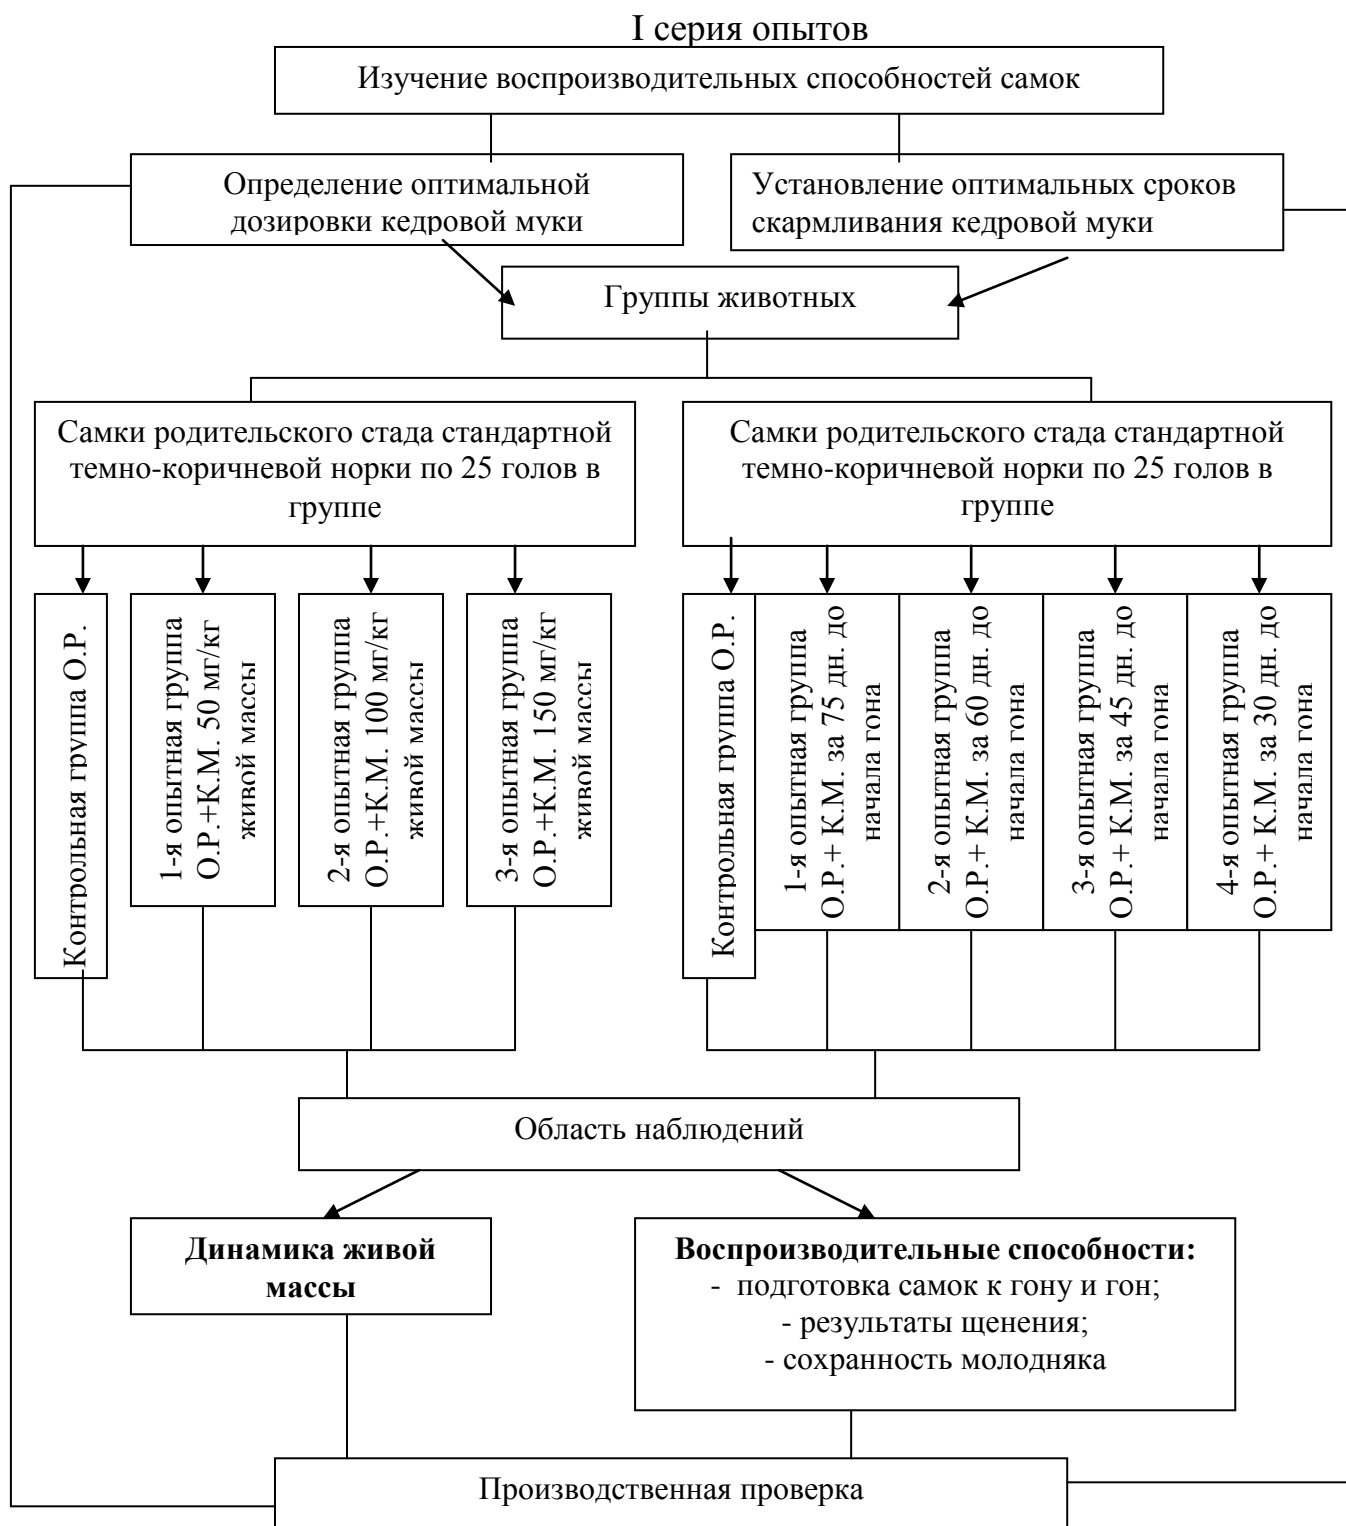 I серия опытов
Изучение воспроизводительных способностей самок
Определение оптимальной
дозировки кедровой муки
Установление оптимальных сроков
скармливания кедровой муки
Группы животных
Самки родительского стада стандартной
темно-коричневой норки по 25 голов в
группе
Самки родительского стада стандартной
темно-коричневой норки по 25 голов в
группе
Контрольная группа О.Р.
1-я опытная группа
О.Р.+К.М. 50 мг/кг
живой массы
2-я опытная группа
О.Р.+К.М. 100 мг/кг
живой массы
3-я опытная группа
О.Р.+К.М. 150 мг/кг
живой массы
Контрольная группа О.Р.
1-я опытная группа
О.Р.+ К.М. за 75 дн. до
начала гона
2-я опытная группа
О.Р.+ К.М. за 60 дн. до
начала гона
3-я опытная группа
О.Р.+ К.М. за 45 дн. до
начала гона
4-я опытная группа
О.Р.+ К.М. за 30 дн. до
начала гона
Область наблюдений
Динамика живой
массы
Воспроизводительные способности:
- подготовка самок к гону и гон;
- результаты щенения;
- сохранность молодняка
Производственная проверка